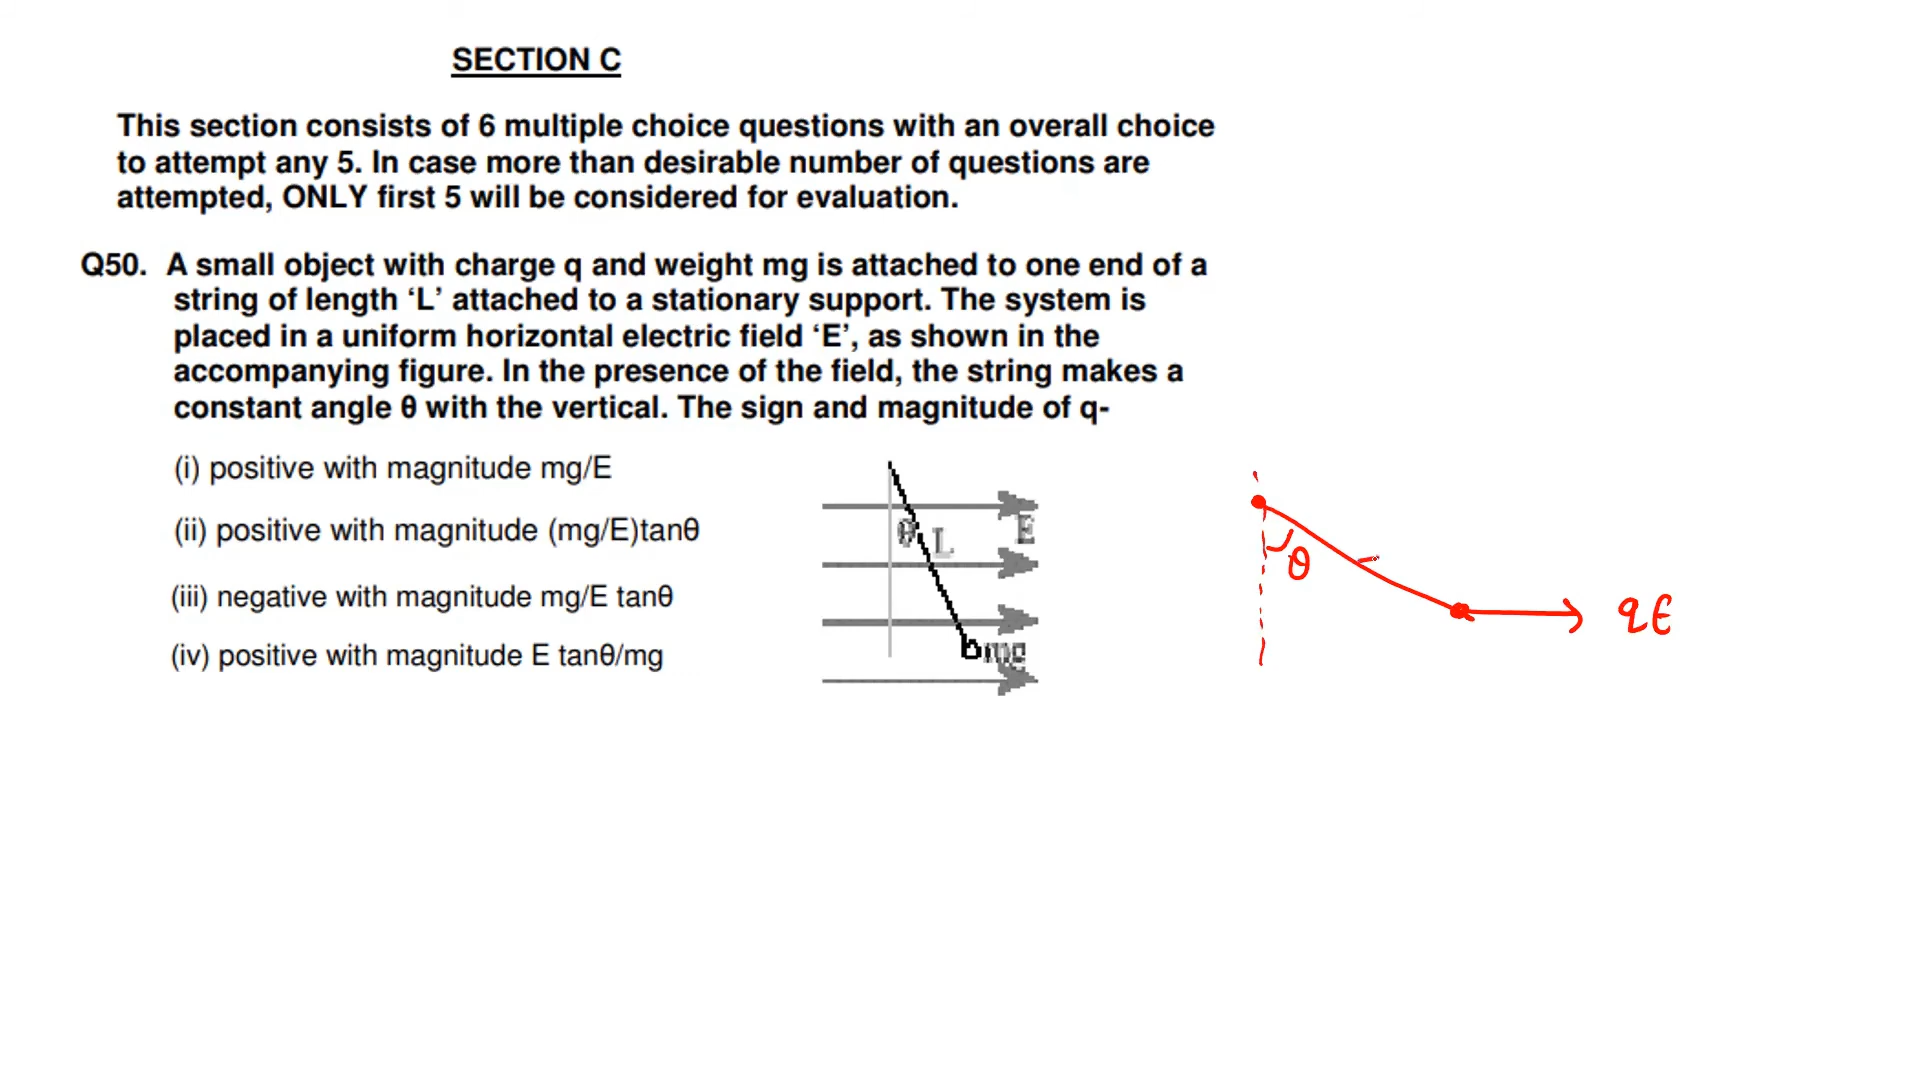 SECTION C
This section consists of 6 multiple choice questions with an overall choice
to attempt any 5. In case more than desirable number of questions are
attempted, ONLY first 5 will be considered for evaluation.
Q50. A small object with charge q and weight mg is attached to one end of a
string of length ‘L’ attached to a stationary support. The system is
placed in a uniform horizontal electric field ‘E’, as shown in the
accompanying figure. In the presence of the field, the string makes a
constant angle θ with the vertical. The sign and magnitude of q-
(i) positive with magnitude mg/E
(ii) positive with magnitude (mg/E)tanθ
(iii) negative with magnitude mg/E tanθ
(iv) positive with magnitude E tanθ/mg
θ L E
mg
θ
qE